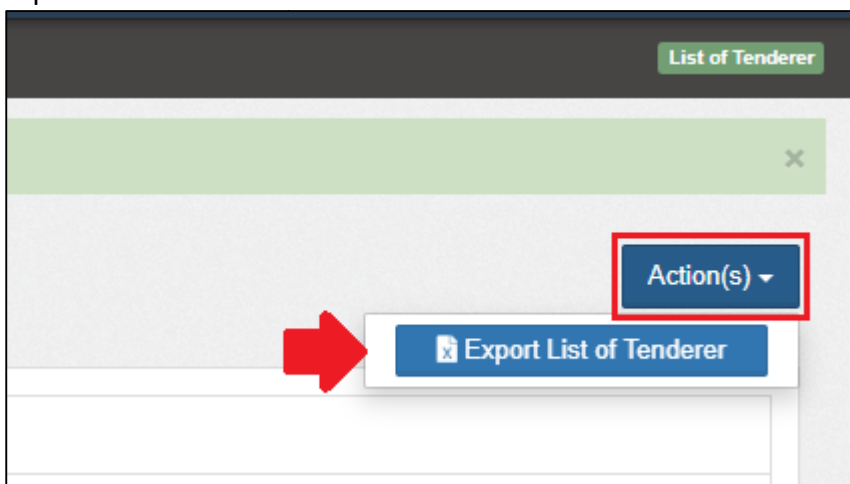 List of Tenderer
×
Action(s)
Export List of Tenderer